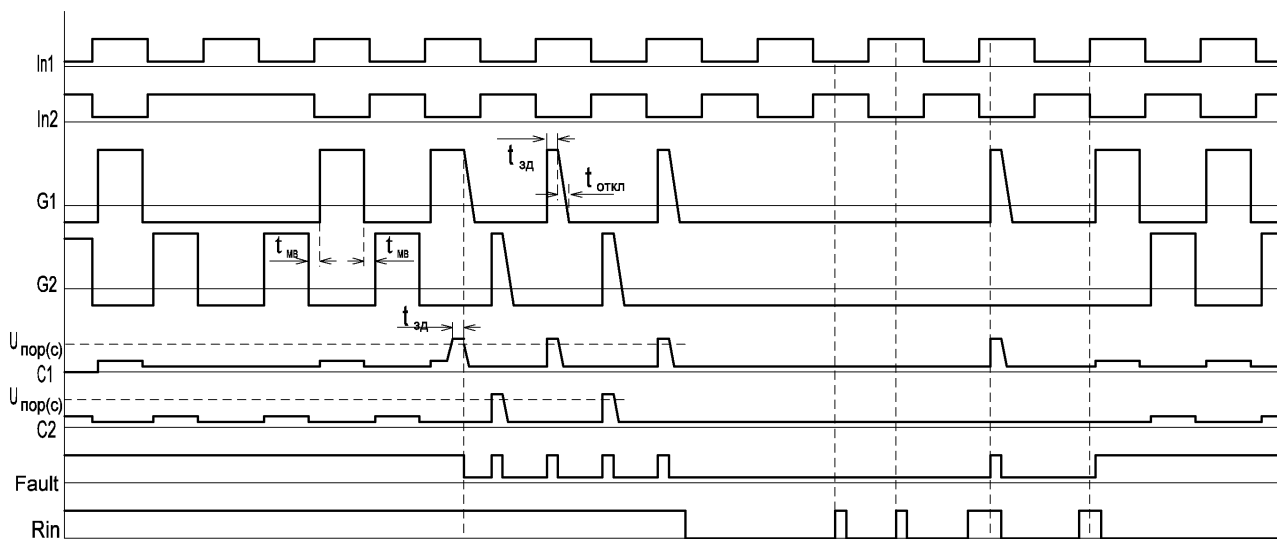 In1
In2
t зд
t откл
G1
t мв
t мв
G2
t зд
U пор(с)
C1
U пор(с)
C2
Fault
Rin